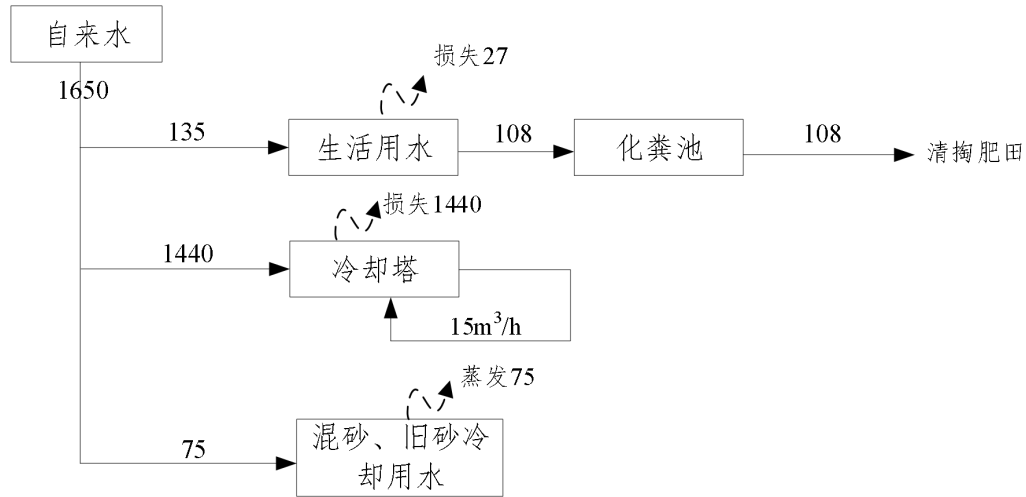 自来水
1650
损失27
135
生活用水
108
化粪池
108
清掏肥田
损失1440
1440
冷却塔
15m³/h
蒸发75
75
混砂、旧砂冷
却用水